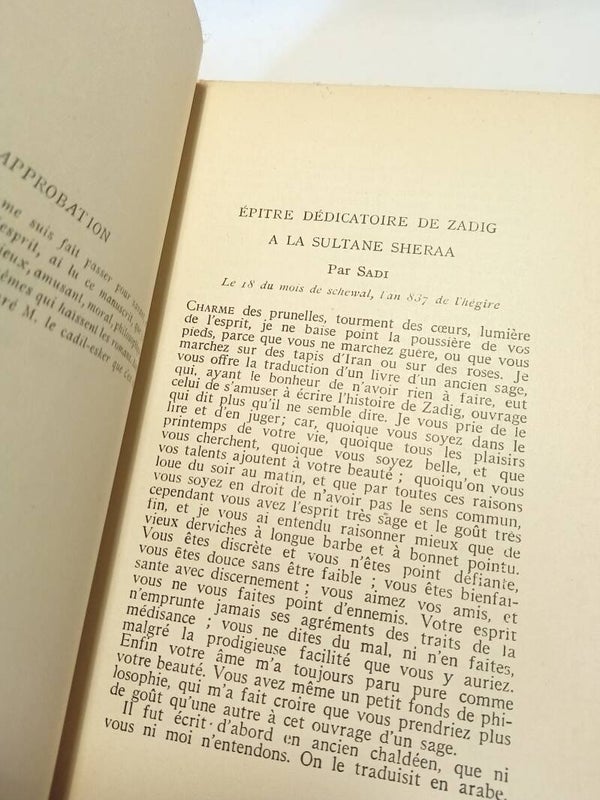 APPROBATION
me suis fait passer pour
esprit, ai lu ce manuscrit, que
ieux, amusant, moral, philosoph
êmes qui haïssent les romans
ré M. le cadil-esker que c'es
ÉPITRE DÉDICATOIRE DE ZADIG
A LA SULTANE SHERAA
Par Sadi
Le 18 du mois de schewal, l'an 837 de l'hégire
Charme des prunelles, tourment des cœurs, lumière
de l'esprit, je ne baise point la poussière de vos
pieds, parce que vous ne marchez guère, ou que vous
marchez sur des tapis d'Iran ou sur des roses. Je
vous offre la traduction d'un livre d'un ancien sage,
qui, ayant le bonheur de n'avoir rien à faire, eut
celui de s'amuser à écrire l'histoire de Zadig, ouvrage
qui dit plus qu'il ne semble dire. Je vous prie de le
lire et d'en juger; car, quoique vous soyez dans le
printemps de votre vie, quoique tous les plaisirs
vous cherchent, quoique vous soyez belle, et que
vos talents ajoutent à votre beauté; quoiqu'on vous
loue du soir au matin, et que par toutes ces raisons
vous soyez en droit de n'avoir pas le sens commun,
cependant vous avez l'esprit très sage et le goût très
fin, et je vous ai entendu raisonner mieux que de
vieux derviches à longue barbe et à bonnet pointu.
Vous êtes discrète et vous n'êtes point défiante,
vous êtes douce sans être faible; vous êtes bienfai-
sante avec discernement; vous aimez vos amis, et
vous ne vous faites point d'ennemis. Votre esprit
n'emprunte jamais ses agréments des traits de la
médisance; vous ne dites du mal, ni n'en faites,
malgré la prodigieuse facilité que vous y auriez.
Enfin votre âme m'a toujours paru pure comme
votre beauté. Vous avez même un petit fonds de phi-
losophie, qui m'a fait croire que vous prendriez plus
de goût qu'une autre à cet ouvrage d'un sage.
Il fut écrit d'abord en ancien chaldéen, que ni
vous ni moi n'entendons. On le traduisit en arabe,